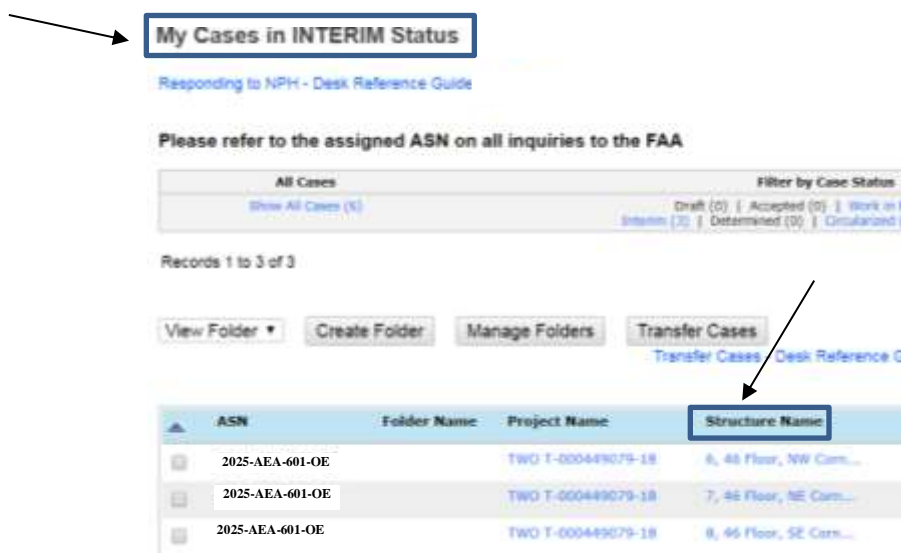 My Cases in INTERIM Status
Responding to NPH - Desk Reference Guide
Please refer to the assigned ASN on all inquiries to the FAA
All Cases Filter by Case Status
Show All Cases (6) Draft (0) | Accepted (0) | Work in
Interim (3) | Determined (0) | Circularized
Records 1 to 3 of 3
View Folder Create Folder Manage Folders Transfer Cases
Transfer Cases - Desk Reference
ASN Folder Name Project Name Structure Name
2025-AEA-601-OE TWO T-000449079-18 6, 46 Floor, NW Corn...
2025-AEA-601-OE TWO T-000449079-18 7, 46 Floor, NE Corn...
2025-AEA-601-OE TWO T-000449079-18 8, 46 Floor, SE Corn...